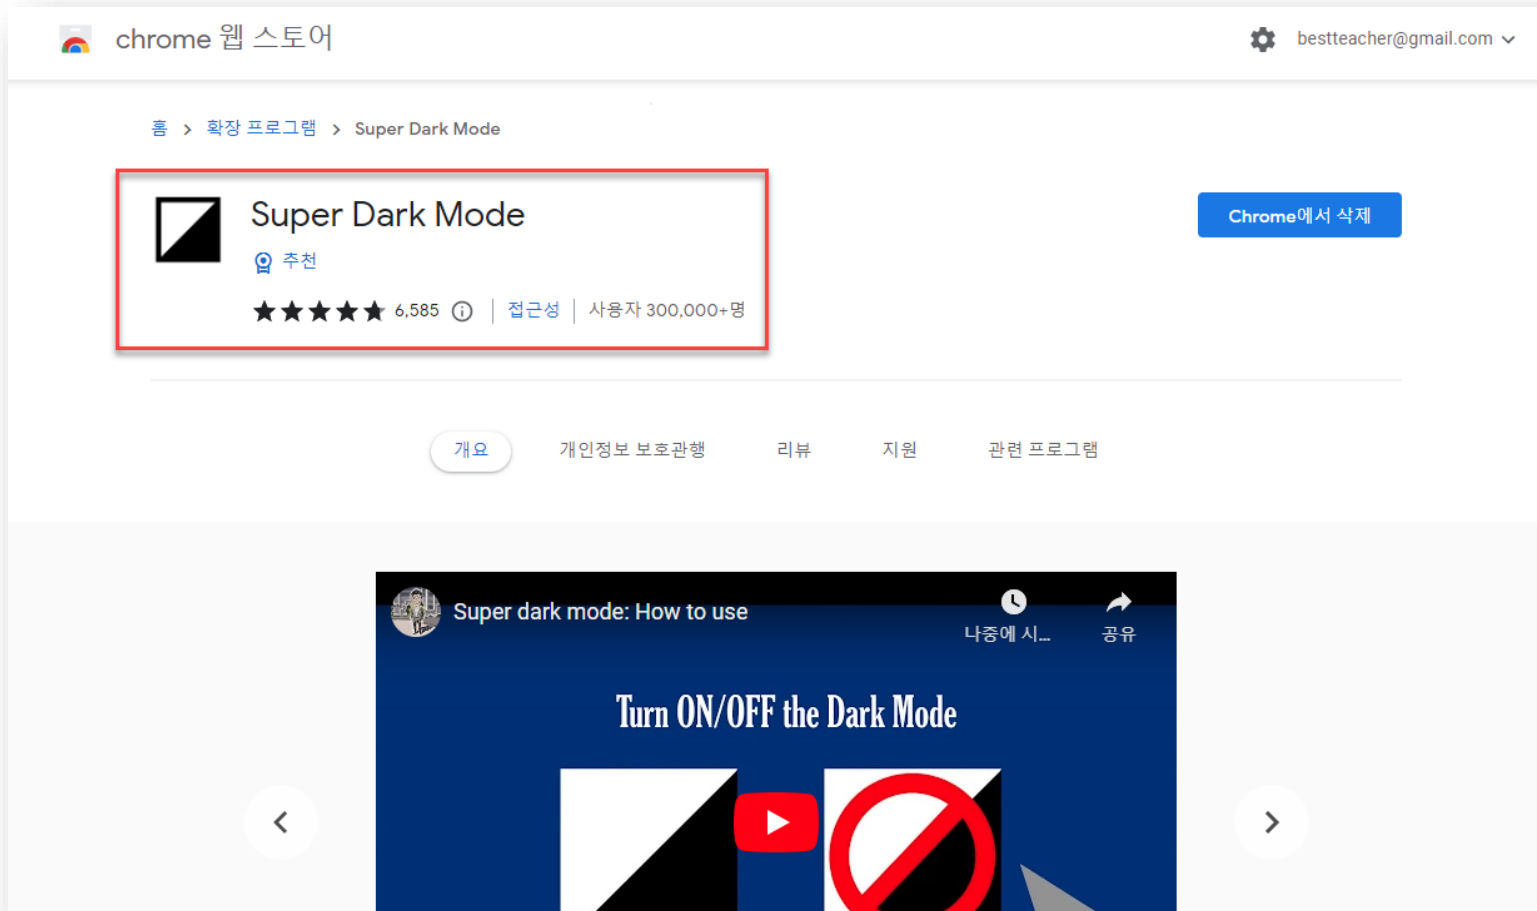 chrome 웹 스토어
bestteacher@gmail.com
홈 > 확장 프로그램 > Super Dark Mode
Super Dark Mode
Chrome에서 삭제
추천
6,585 | 접근성 | 사용자 300,000+명
개요 개인정보 보호관행 리뷰 지원 관련 프로그램
Super dark mode: How to use
나중에 시... 공유
Turn ON/OFF the Dark Mode